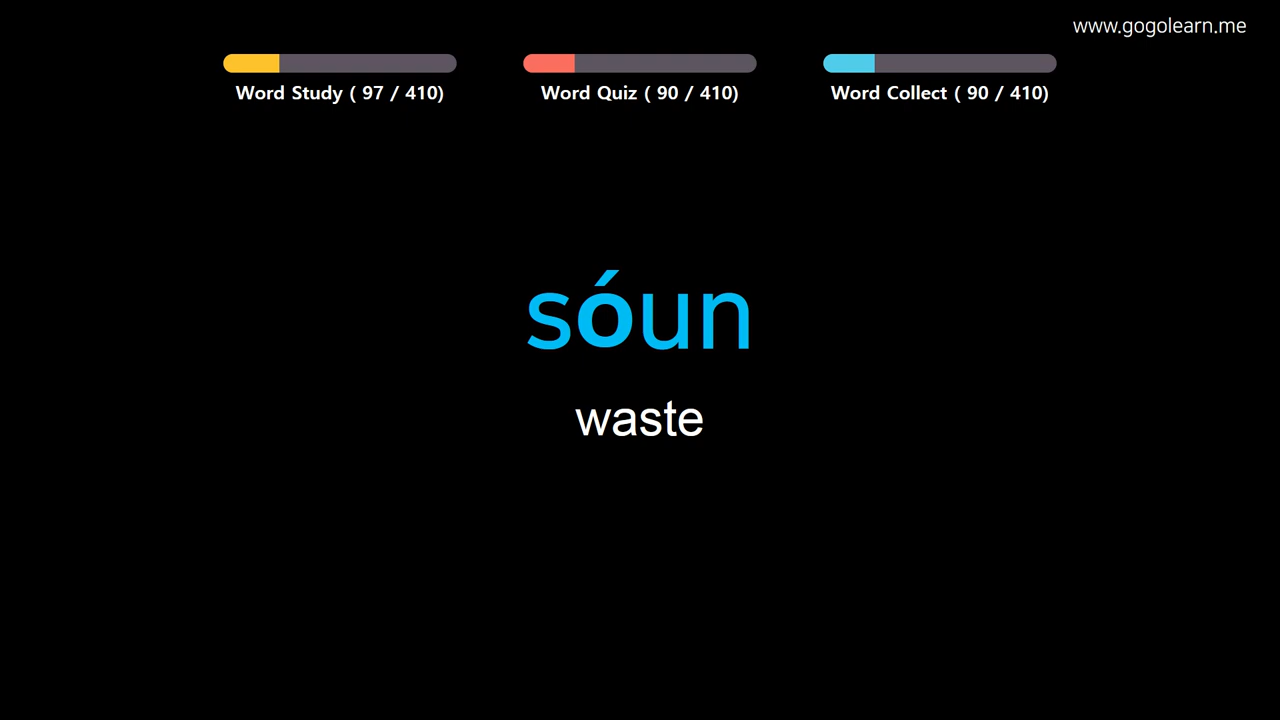 www.gogolearn.me
Word Study ( 97 / 410)
Word Quiz ( 90 / 410)
Word Collect ( 90 / 410)
sóun
waste